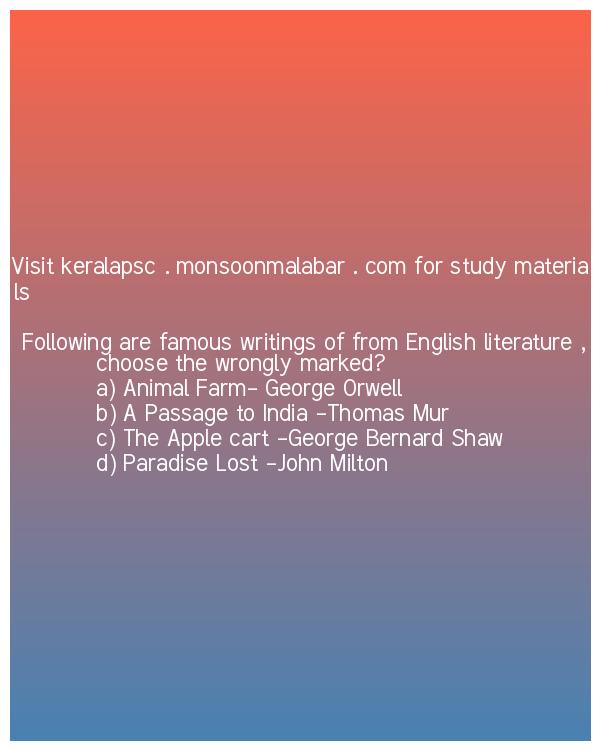 Visit keralapsc . monsoonmalabar . com for study materia
ls
Following are famous writings of from English literature ,
choose the wrongly marked?
a) Animal Farm- George Orwell
b) A Passage to India -Thomas Mur
c) The Apple cart -George Bernard Shaw
d) Paradise Lost -John Milton